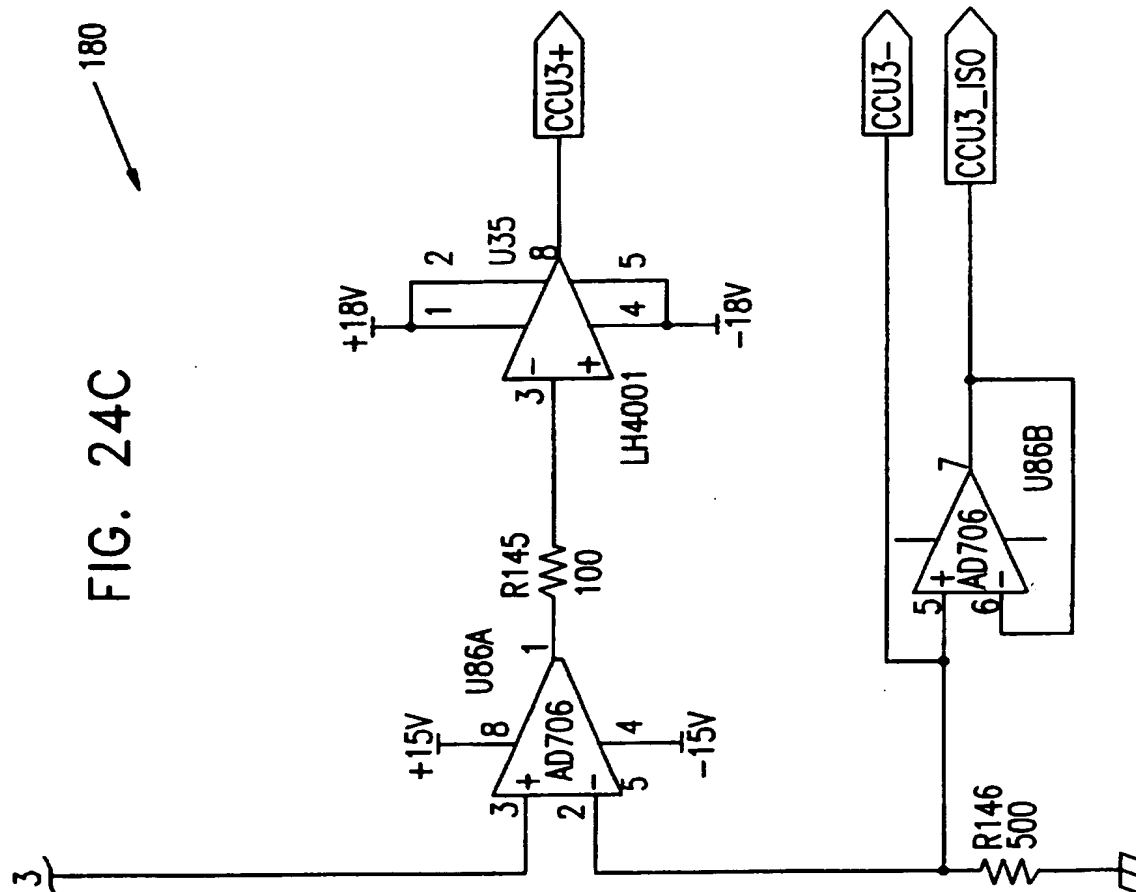 FIG. 24C
180
3
+18V
1
2
U35
3
-
+
8
4
5
LH4001
-18V
CCU3+
R145
100
+15V
U86A
8
3
+
AD706
1
2
-
5
4
-15V
CCU3-
CCU3_ISO
5
+
AD706
7
6
-
U86B
R146
500